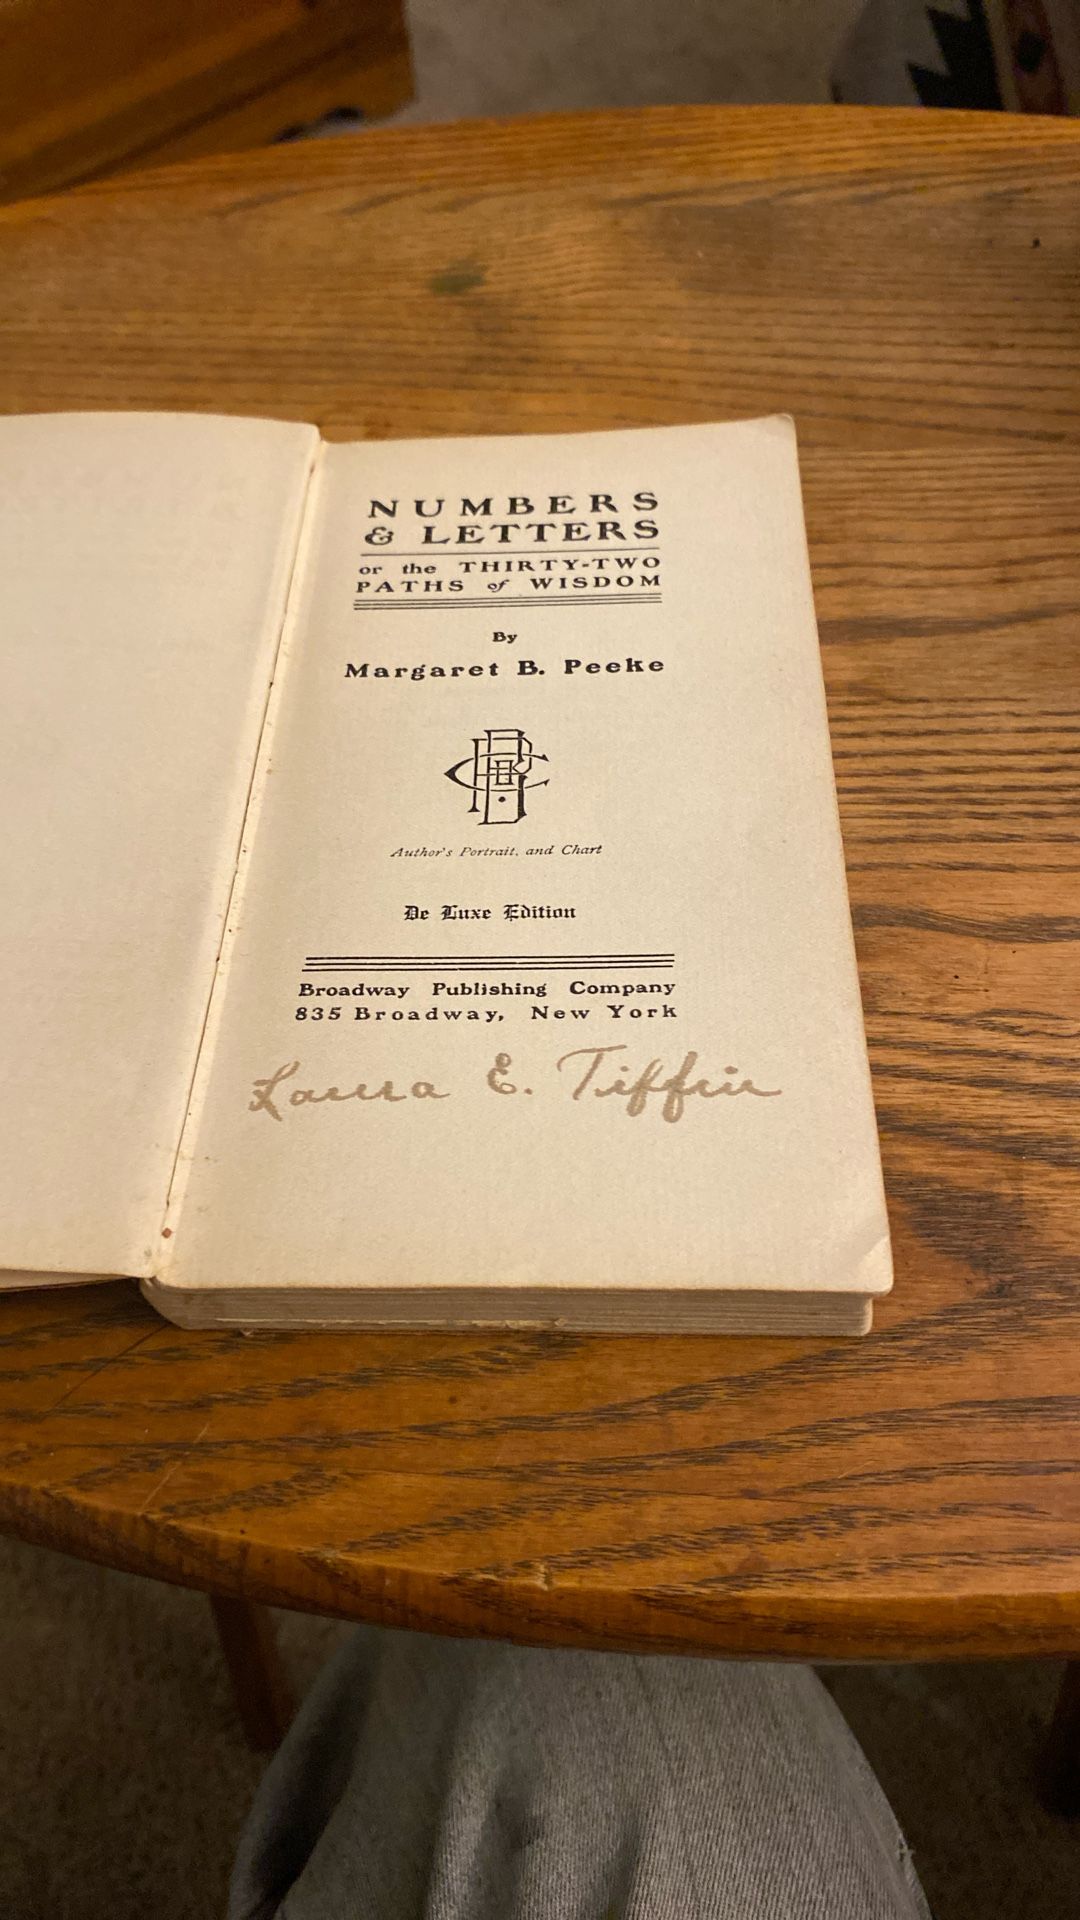 NUMBERS
& LETTERS
or the THIRTY-TWO
PATHS of WISDOM
By
Margaret B. Peeke
Author's Portrait, and Chart
De Luxe Edition
Broadway Publishing Company
835 Broadway, New York
Laura E. Tiffin